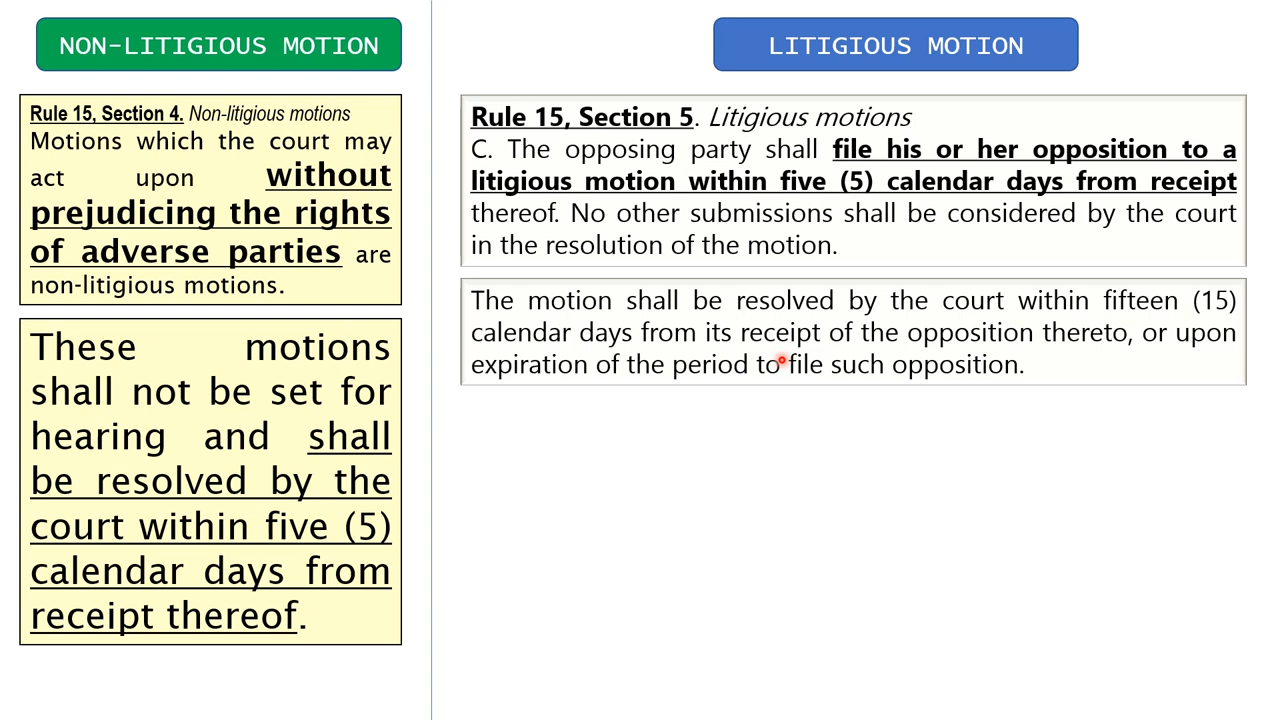 NON-LITIGIOUS MOTION
Rule 15, Section 4. Non-litigious motions
Motions which the court may
act upon without
prejudicing the rights
of adverse parties are
non-litigious motions.
These motions
shall not be set for
hearing and shall
be resolved by the
court within five (5)
calendar days from
receipt thereof.
LITIGIOUS MOTION
Rule 15, Section 5. Litigious motions
C. The opposing party shall file his or her opposition to a
litigious motion within five (5) calendar days from receipt
thereof. No other submissions shall be considered by the court
in the resolution of the motion.
The motion shall be resolved by the court within fifteen (15)
calendar days from its receipt of the opposition thereto, or upon
expiration of the period to file such opposition.